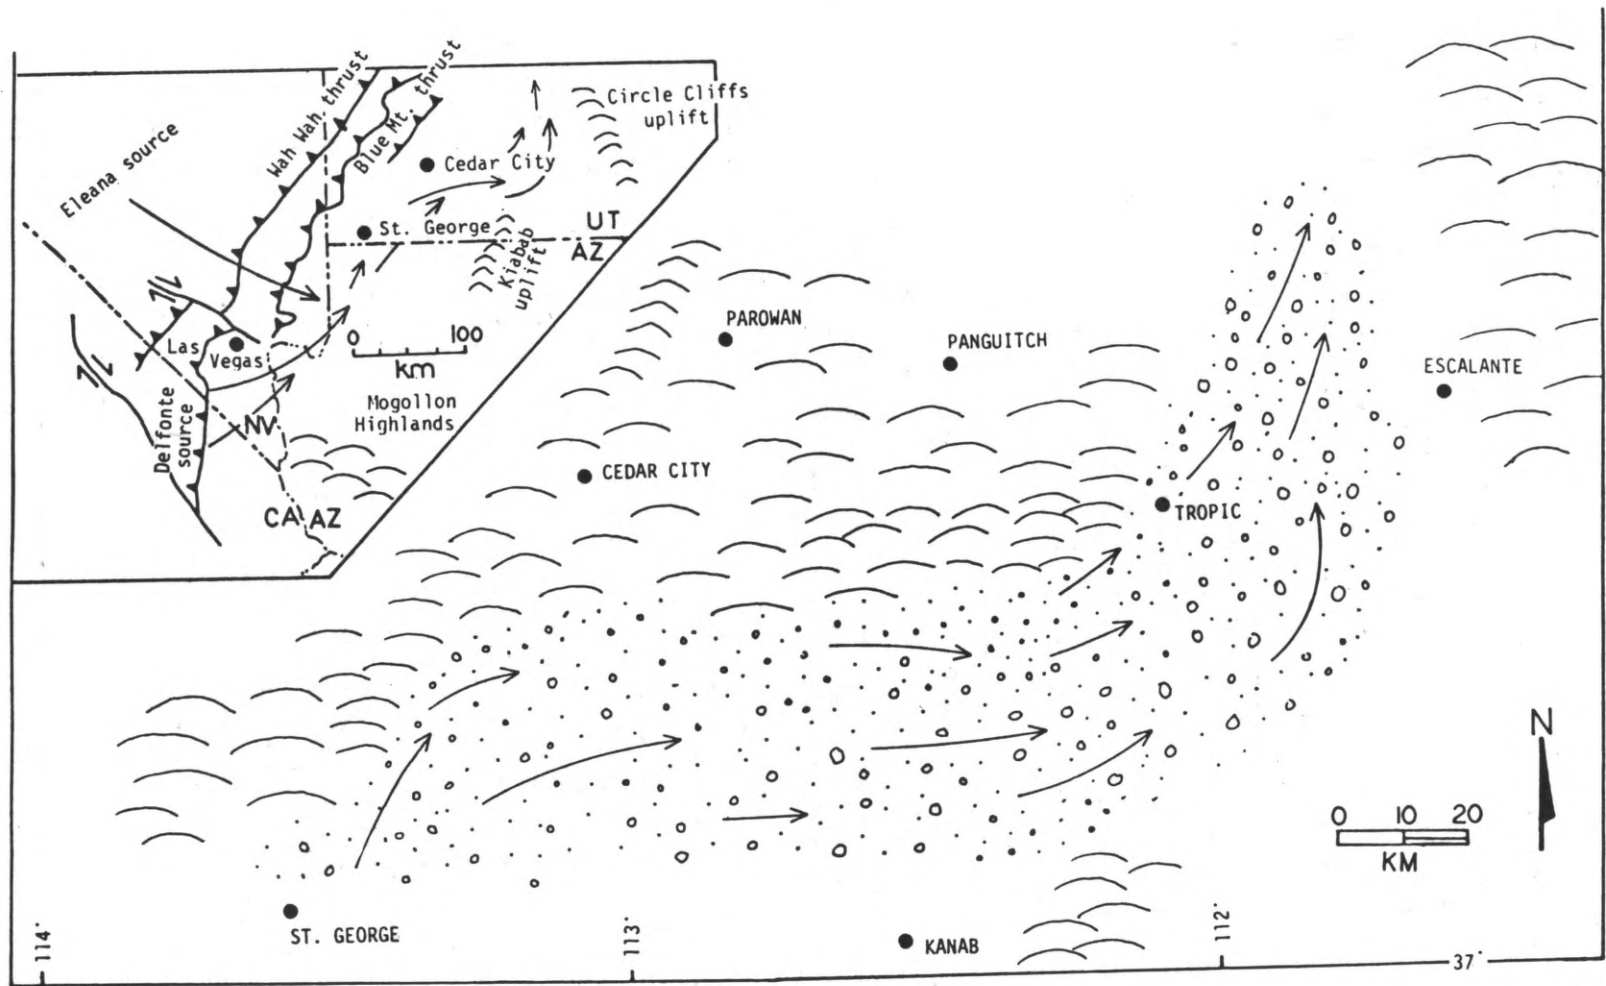 Wah Wah thrust
Blue Mt. thrust
Circle Cliffs
uplift
Eleana source
Cedar City
St. George
UT
AZ
Kiabab
uplift
0 100
km
Las
Vegas
Mogollon
Highlands
Delfonte
source
NV
CA AZ
PAROWAN
PANGUITCH
ESCALANTE
CEDAR CITY
TROPIC
N
0 10 20
KM
ST. GEORGE
KANAB
114°
113°
112°
37°